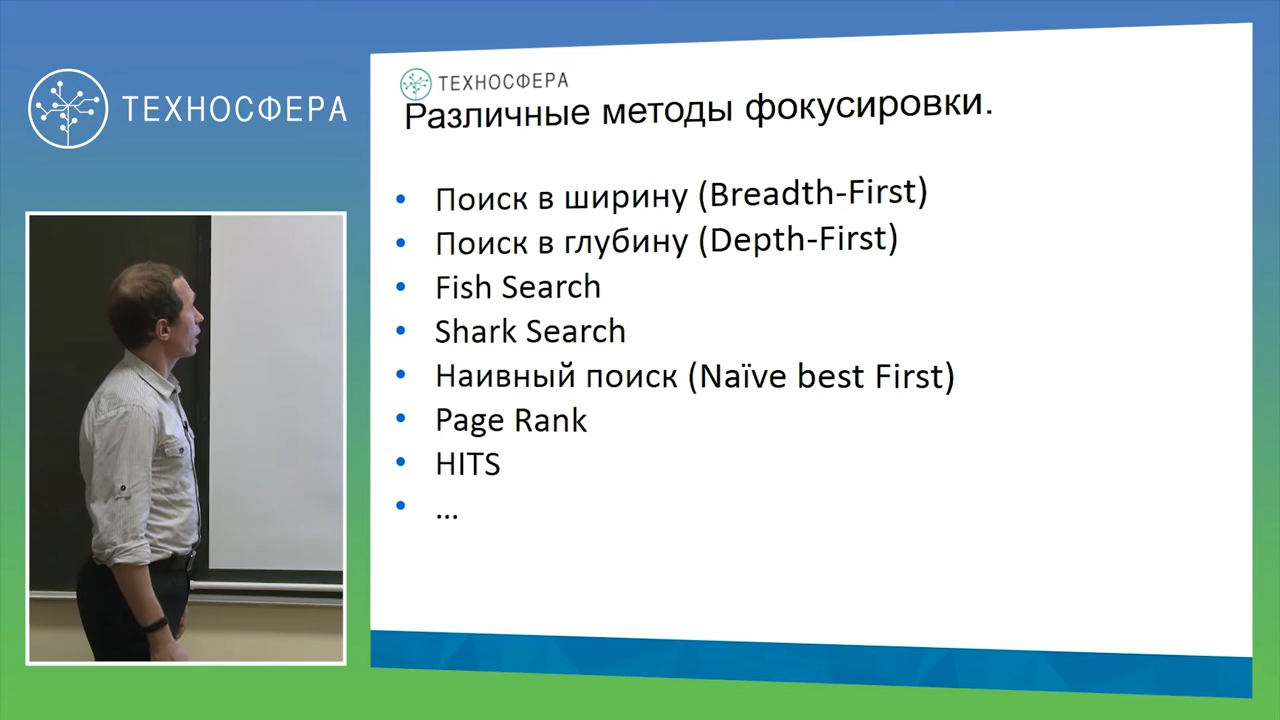 ТЕХНОСФЕРА
ТЕХНОСФЕРА
Различные методы фокусировки.
• Поиск в ширину (Breadth-First)
• Поиск в глубину (Depth-First)
• Fish Search
• Shark Search
• Наивный поиск (Naïve best First)
• Page Rank
• HITS
• ...